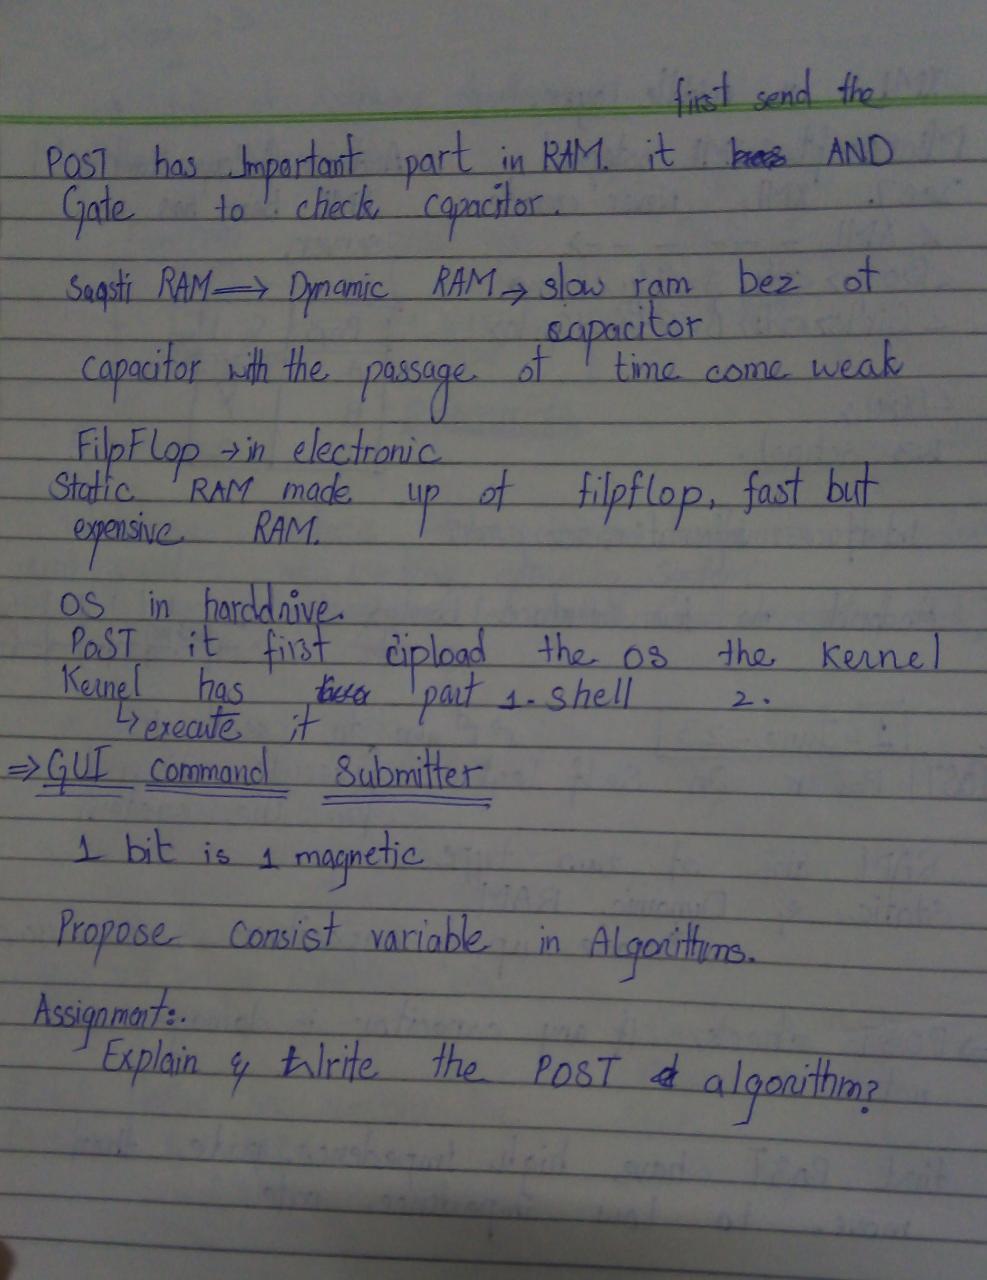 first send the
POST has Important part in RAM. it AND
Gate to check capacitor.
Saqsti RAM → Dynamic RAM → slow ram bez of
capacitor
capacitor with the passage of time come weak
FilpFlop → in electronic
Static RAM made up of filpflop, fast but
expensive RAM.
OS in harddrive.
PoST it first the OS the Kernel
Kernel has part 1. shell 2.
↳ execute it
⇒ GUI Command Submitter
1 bit is 1 magnetic
Propose Consist variable in Algorithms.
Assignment:.
Explain & Write the POST algorithm?